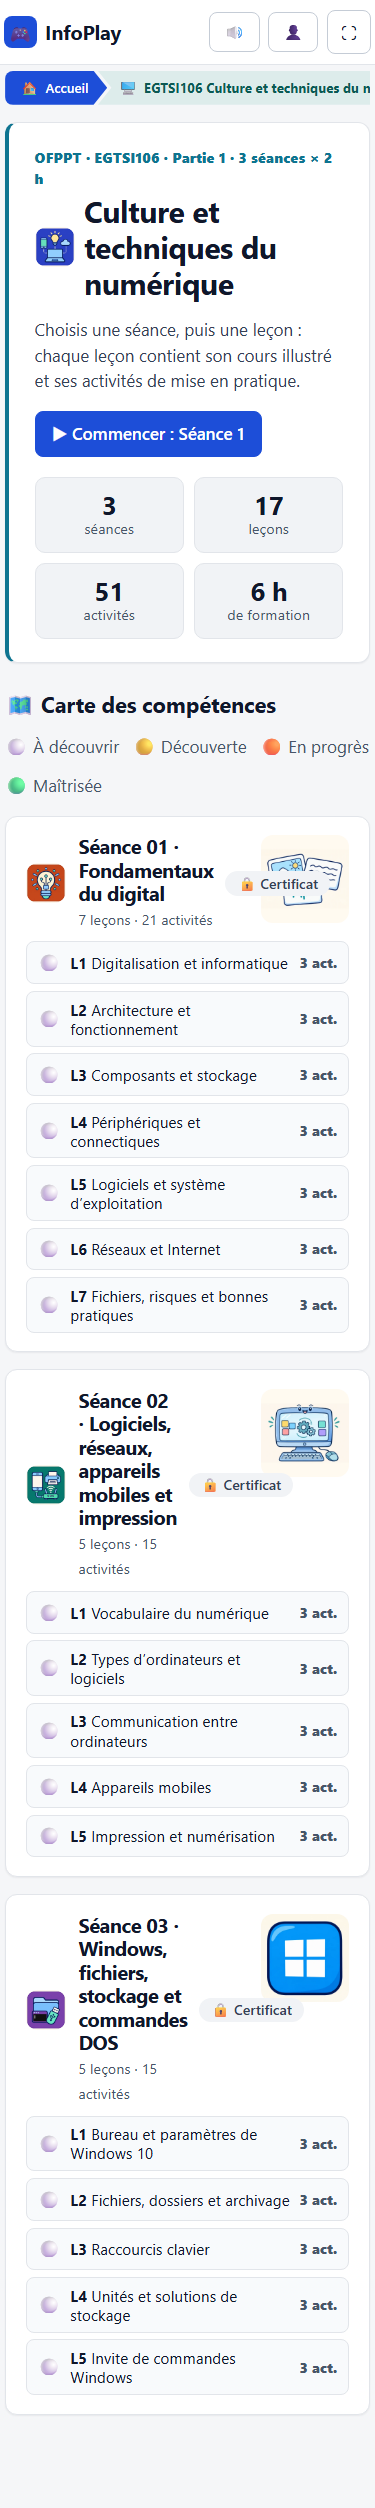 InfoPlay
Accueil
EGTSI106 Culture et techniques du n
OFPPT · EGTSI106 · Partie 1 · 3 séances × 2
h
Culture et
techniques du
numérique
Choisis une séance, puis une leçon :
chaque leçon contient son cours illustré
et ses activités de mise en pratique.
▶ Commencer : Séance 1
3
séances
17
leçons
51
activités
6 h
de formation
Carte des compétences
À découvrir
Découverte
En progrès
Maîtrisée
Séance 01 ·
Fondamentaux
du digital
7 leçons · 21 activités
Certificat
L1 Digitalisation et informatique 3 act.
L2 Architecture et
fonctionnement
3 act.
L3 Composants et stockage 3 act.
L4 Périphériques et
connectiques
3 act.
L5 Logiciels et système
d’exploitation
3 act.
L6 Réseaux et Internet 3 act.
L7 Fichiers, risques et bonnes
pratiques
3 act.
Séance 02
· Logiciels,
réseaux,
appareils
mobiles et
impression
5 leçons · 15
activités
Certificat
L1 Vocabulaire du numérique 3 act.
L2 Types d’ordinateurs et
logiciels
3 act.
L3 Communication entre
ordinateurs
3 act.
L4 Appareils mobiles 3 act.
L5 Impression et numérisation 3 act.
Séance 03 ·
Windows,
fichiers,
stockage et
commandes
DOS
5 leçons · 15
activités
Certificat
L1 Bureau et paramètres de
Windows 10
3 act.
L2 Fichiers, dossiers et archivage 3 act.
L3 Raccourcis clavier 3 act.
L4 Unités et solutions de
stockage
3 act.
L5 Invite de commandes
Windows
3 act.